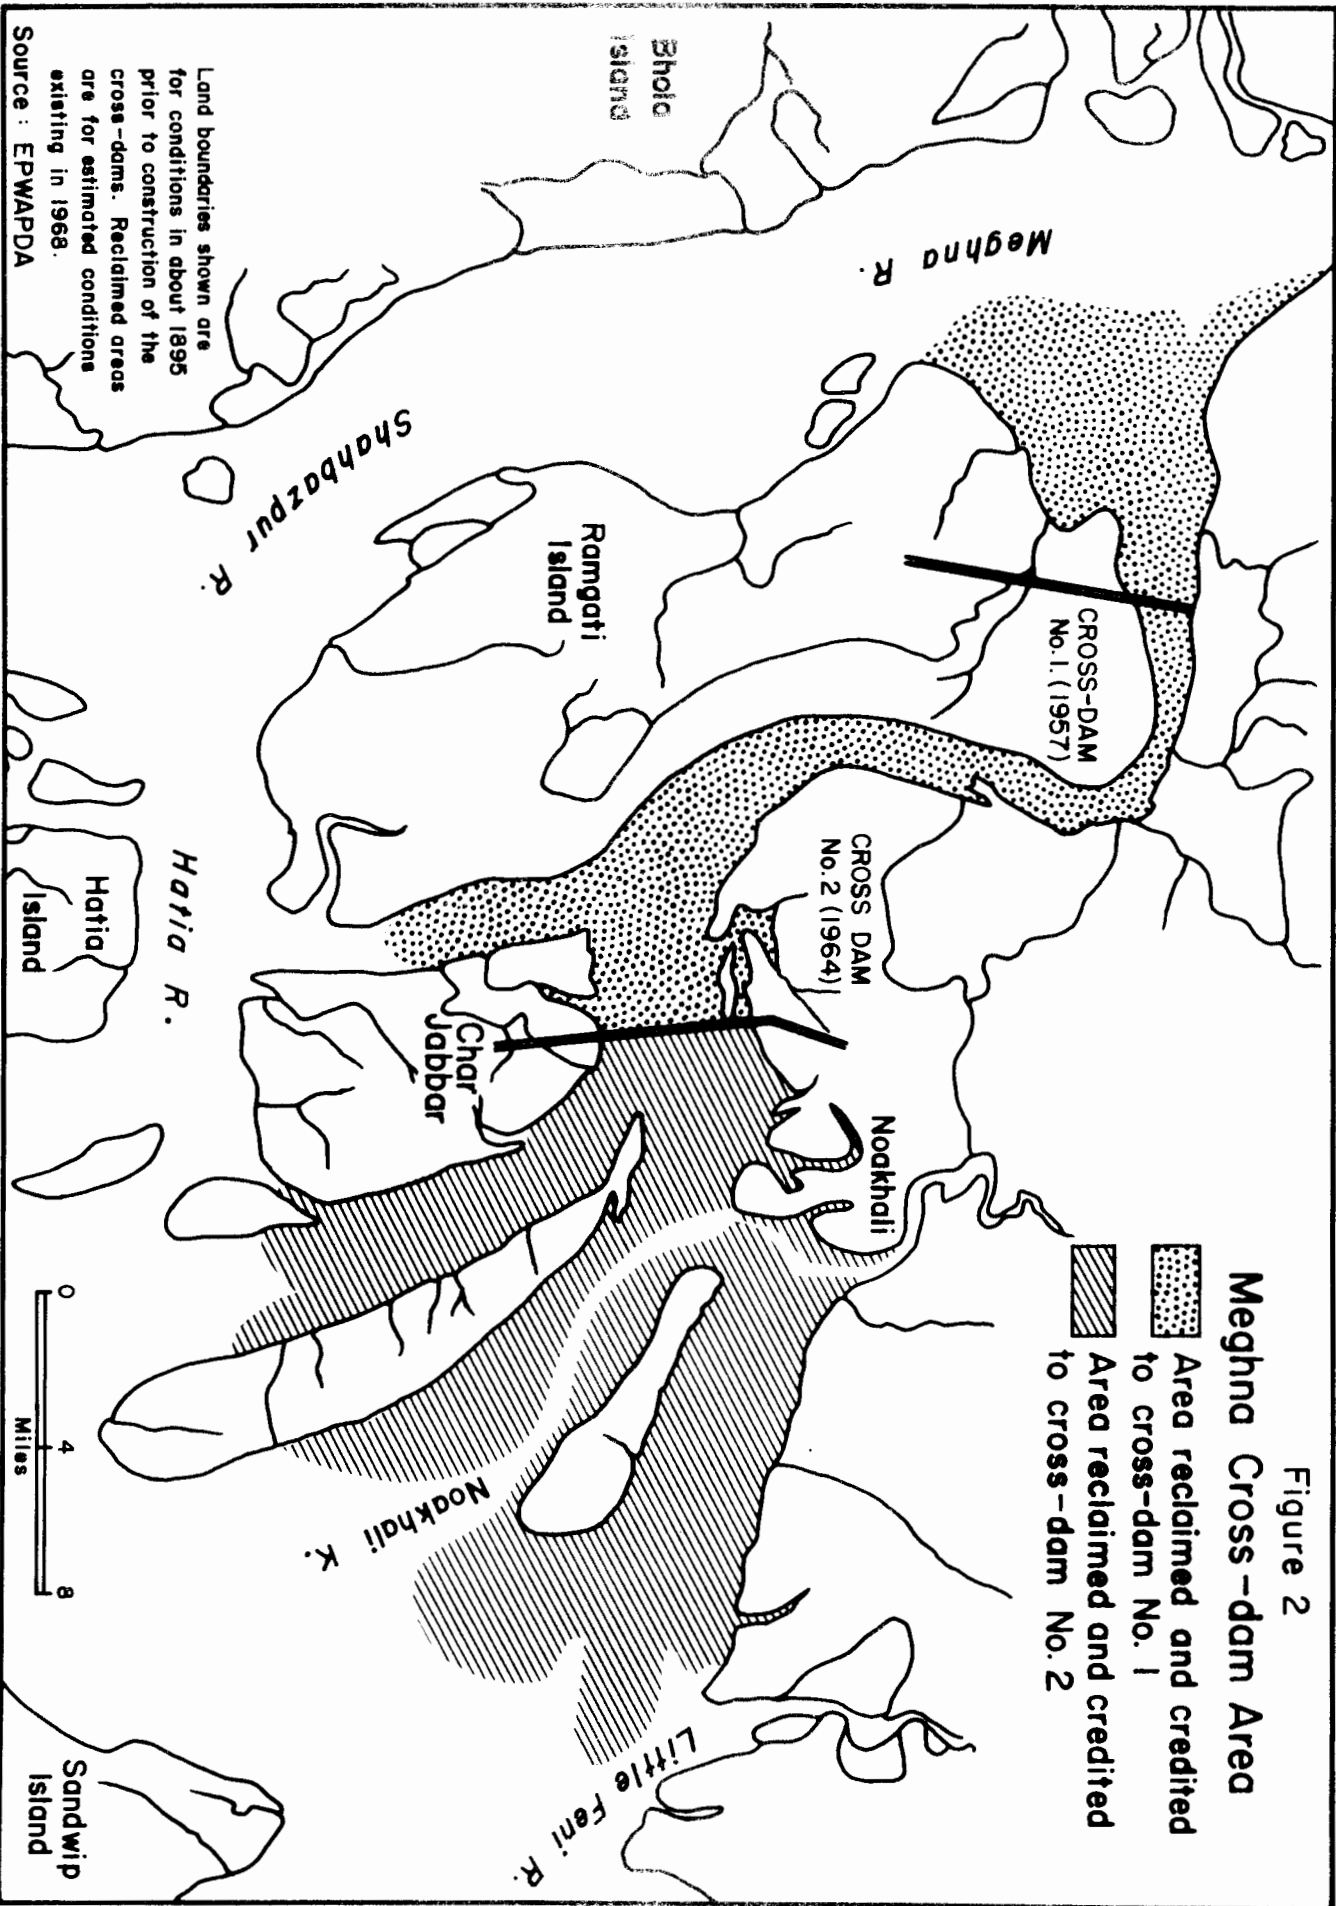 Figure 2
Meghna Cross-dam Area
Area reclaimed and credited
to cross-dam No. 1
Area reclaimed and credited
to cross-dam No. 2
Meghna R.
CROSS-DAM
No. 1. (1957)
CROSS DAM
No. 2 (1964)
Noakhali
Bhola
Island
Ramgati
Island
Shahbazpur R.
Char
Jabbar
Noakhali K.
Little Feni R.
Hatia R.
Hatia
Island
Sandwip
Island
0 4 8
Miles
Land boundaries shown are
for conditions in about 1895
prior to construction of the
cross-dams. Reclaimed areas
are for estimated conditions
existing in 1968.
Source : EPWAPDA